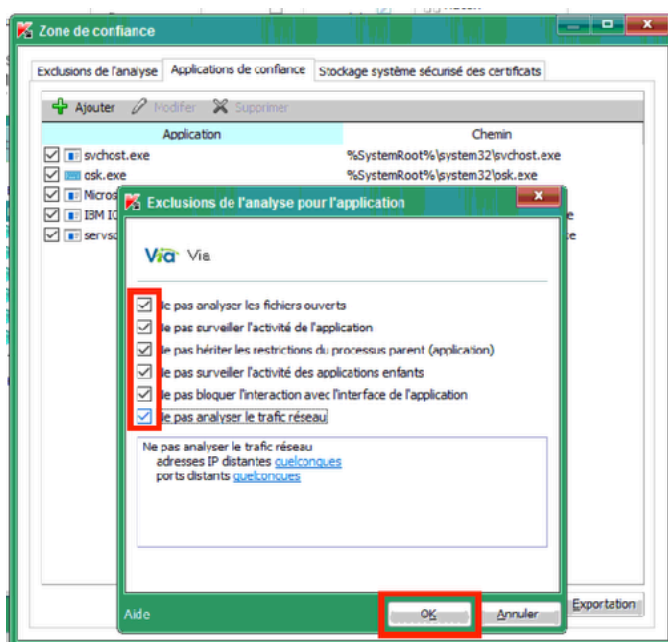 Zone de confiance
Exclusions de l'analyse Applications de confiance Stockage système sécurisé des certificats
Ajouter Modifier Supprimer
Application Chemin
svchost.exe %SystemRoot%\system32\svchost.exe
osk.exe %SystemRoot%\system32\osk.exe
Micros
IBM
servsc
Exclusions de l'analyse pour l'application
Via Via
Ne pas analyser les fichiers ouverts
Ne pas surveiller l'activité de l'application
Ne pas hériter les restrictions du processus parent (application)
Ne pas surveiller l'activité des applications enfants
Ne pas bloquer l'interaction avec l'interface de l'application
Ne pas analyser le trafic réseau
Ne pas analyser le trafic réseau
adresses IP distantes quelconques
ports distants quelconques
Aide OK Annuler
Exportation